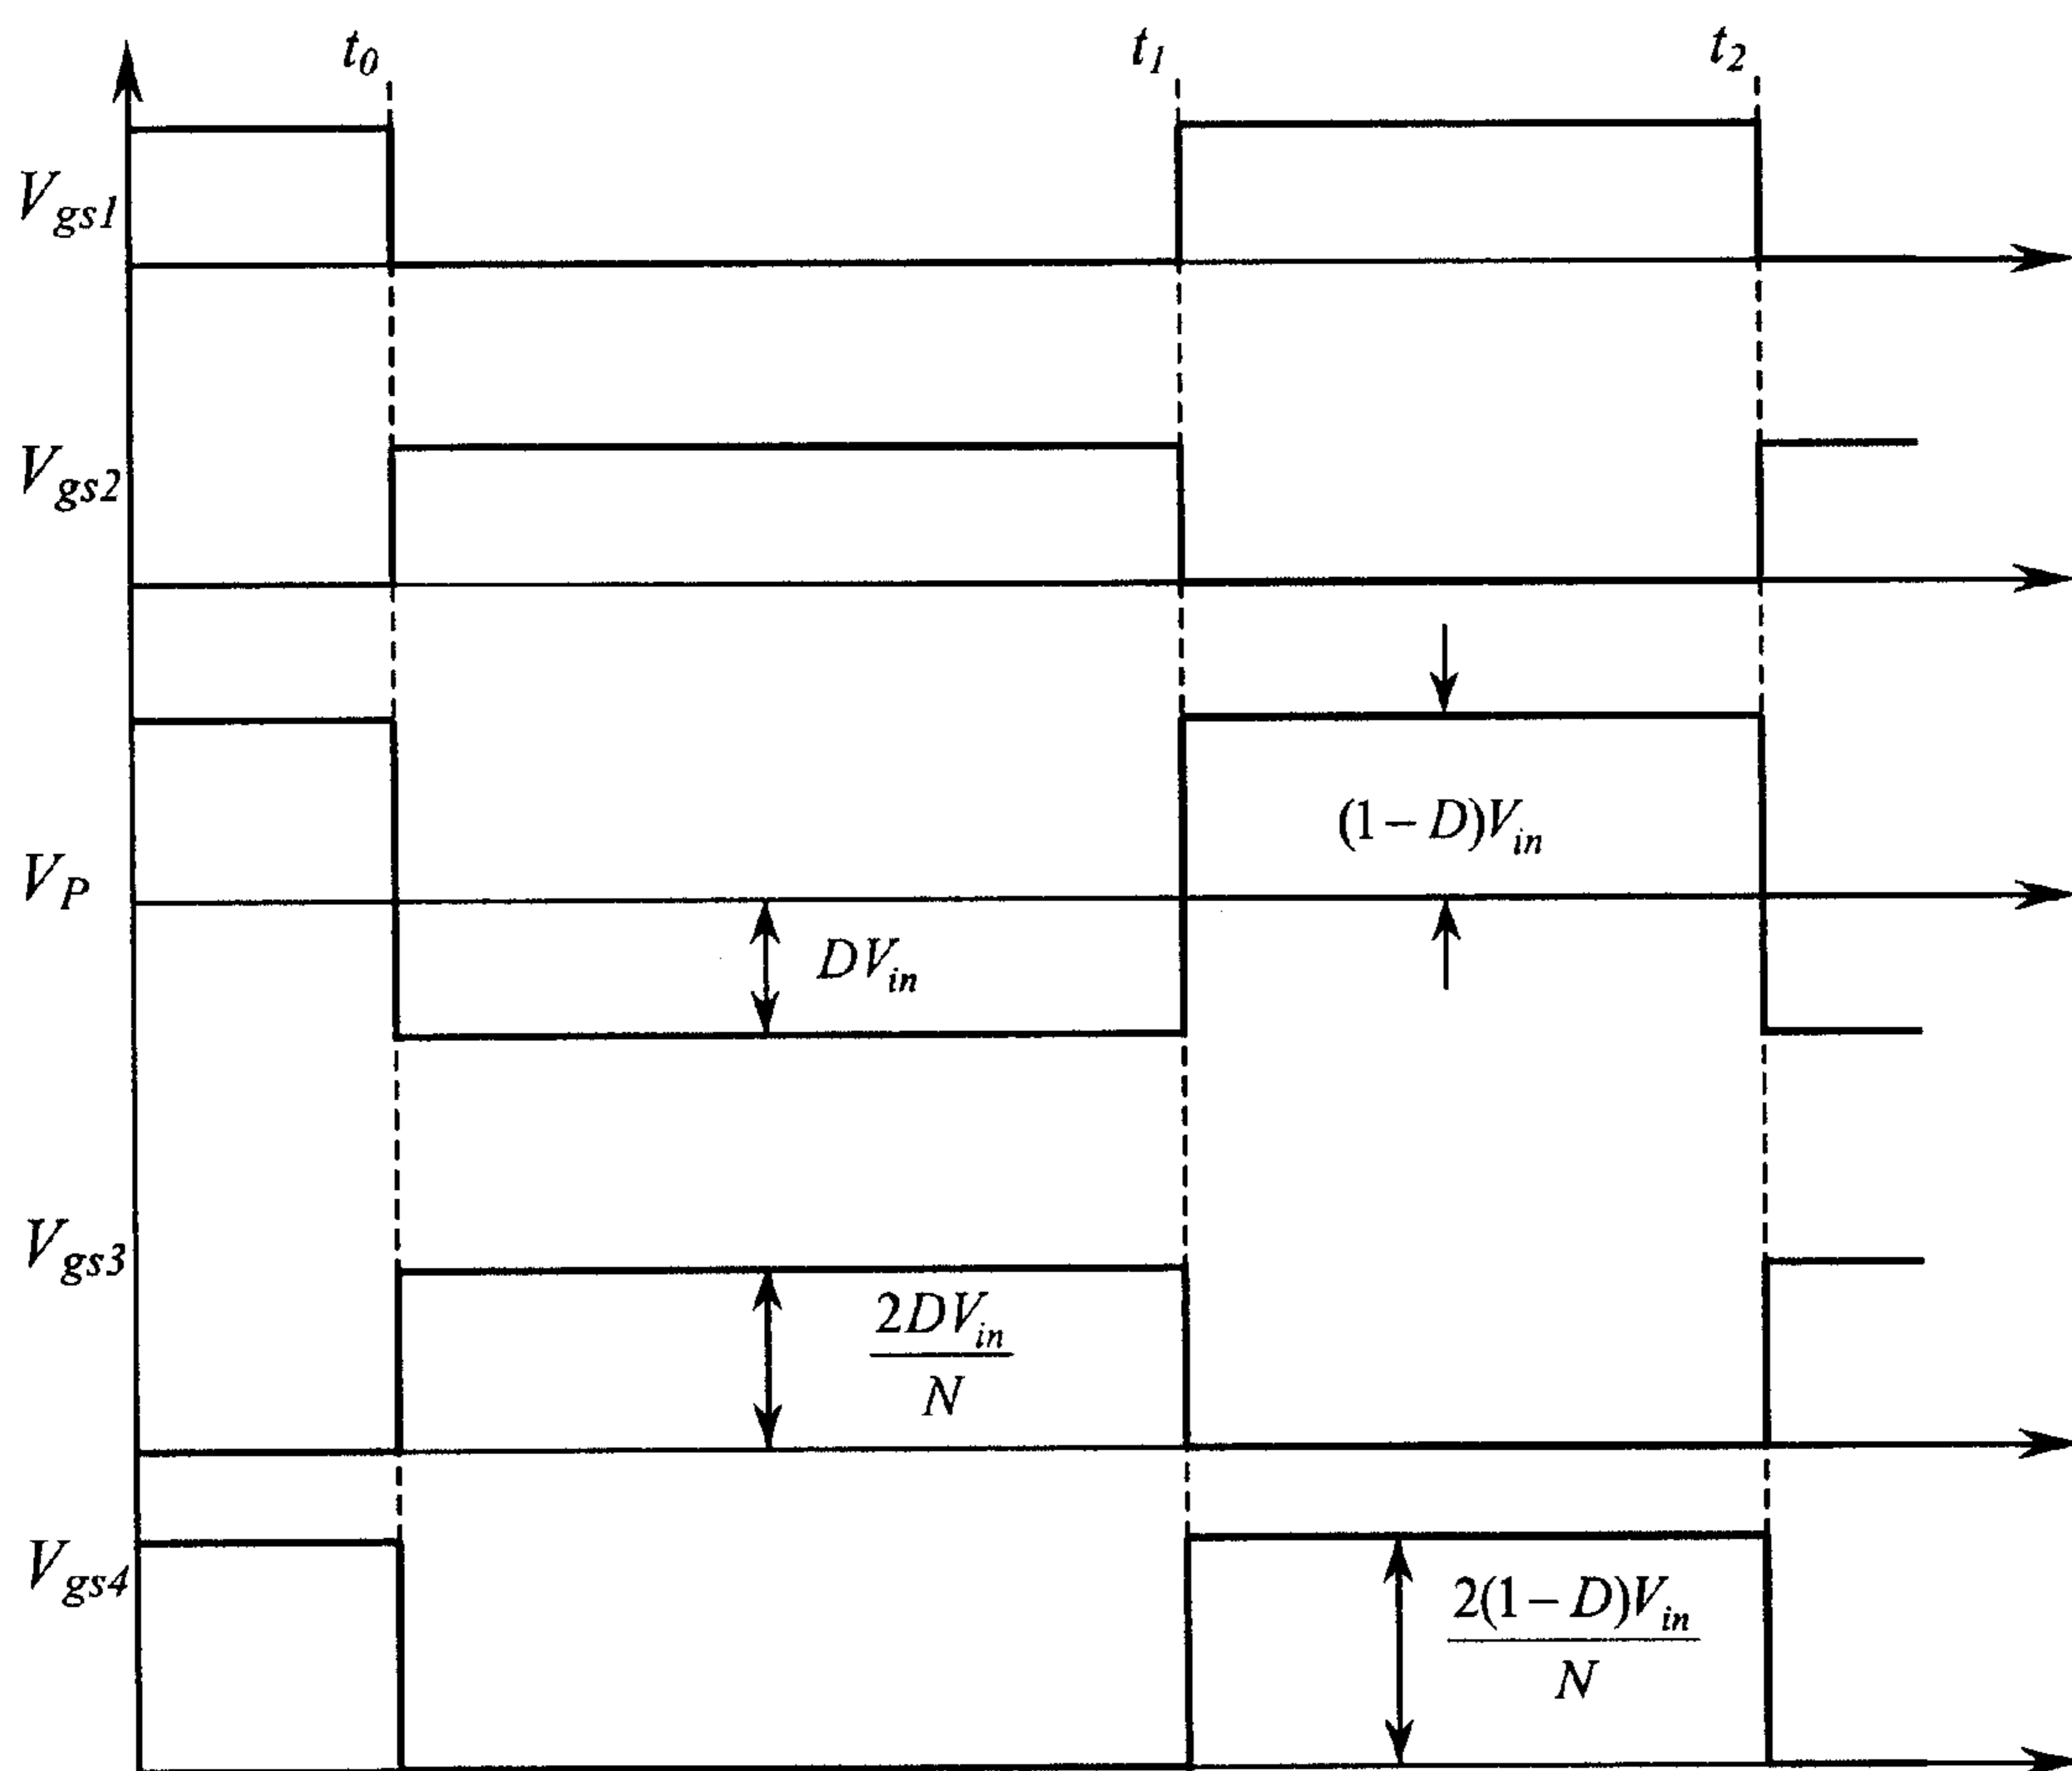 t0 t1 t2
Vgs1
Vgs2
(1-D)Vin
VP
DVin
Vgs3
2DVin
N
Vgs4
2(1-D)Vin
N